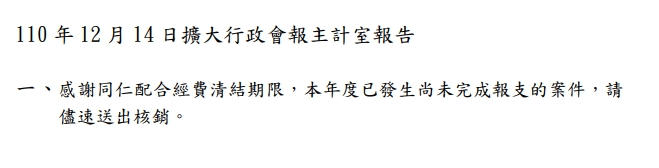 110 年 12 月 14 日擴大行政會報主計室報告
一、感謝同仁配合經費清結期限，本年度已發生尚未完成報支的案件，請
儘速送出核銷。